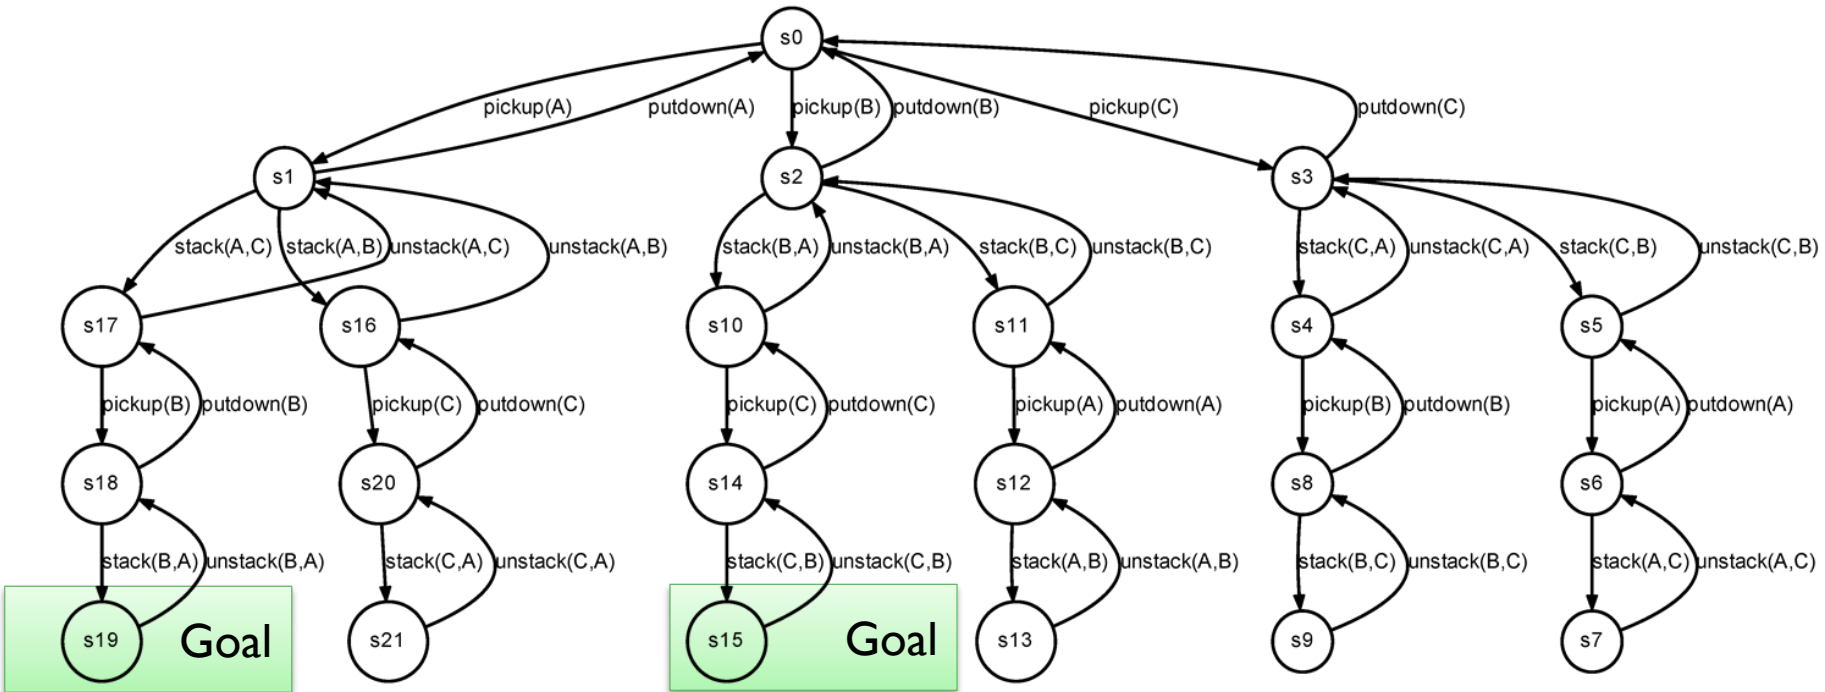 s0
pickup(A)
putdown(A)
pickup(B)
putdown(B)
pickup(C)
putdown(C)
s1
s2
s3
stack(A,C)
stack(A,B)
unstack(A,C)
unstack(A,B)
stack(B,A)
unstack(B,A)
stack(B,C)
unstack(B,C)
stack(C,A)
unstack(C,A)
stack(C,B)
unstack(C,B)
s17
s16
s10
s11
s4
s5
pickup(B)
putdown(B)
pickup(C)
putdown(C)
pickup(C)
putdown(C)
pickup(A)
putdown(A)
pickup(B)
putdown(B)
pickup(A)
putdown(A)
s18
s20
s14
s12
s8
s6
stack(B,A)
unstack(B,A)
stack(C,A)
unstack(C,A)
stack(C,B)
unstack(C,B)
stack(A,B)
unstack(A,B)
stack(B,C)
unstack(B,C)
stack(A,C)
unstack(A,C)
s19
Goal
s21
s15
Goal
s13
s9
s7